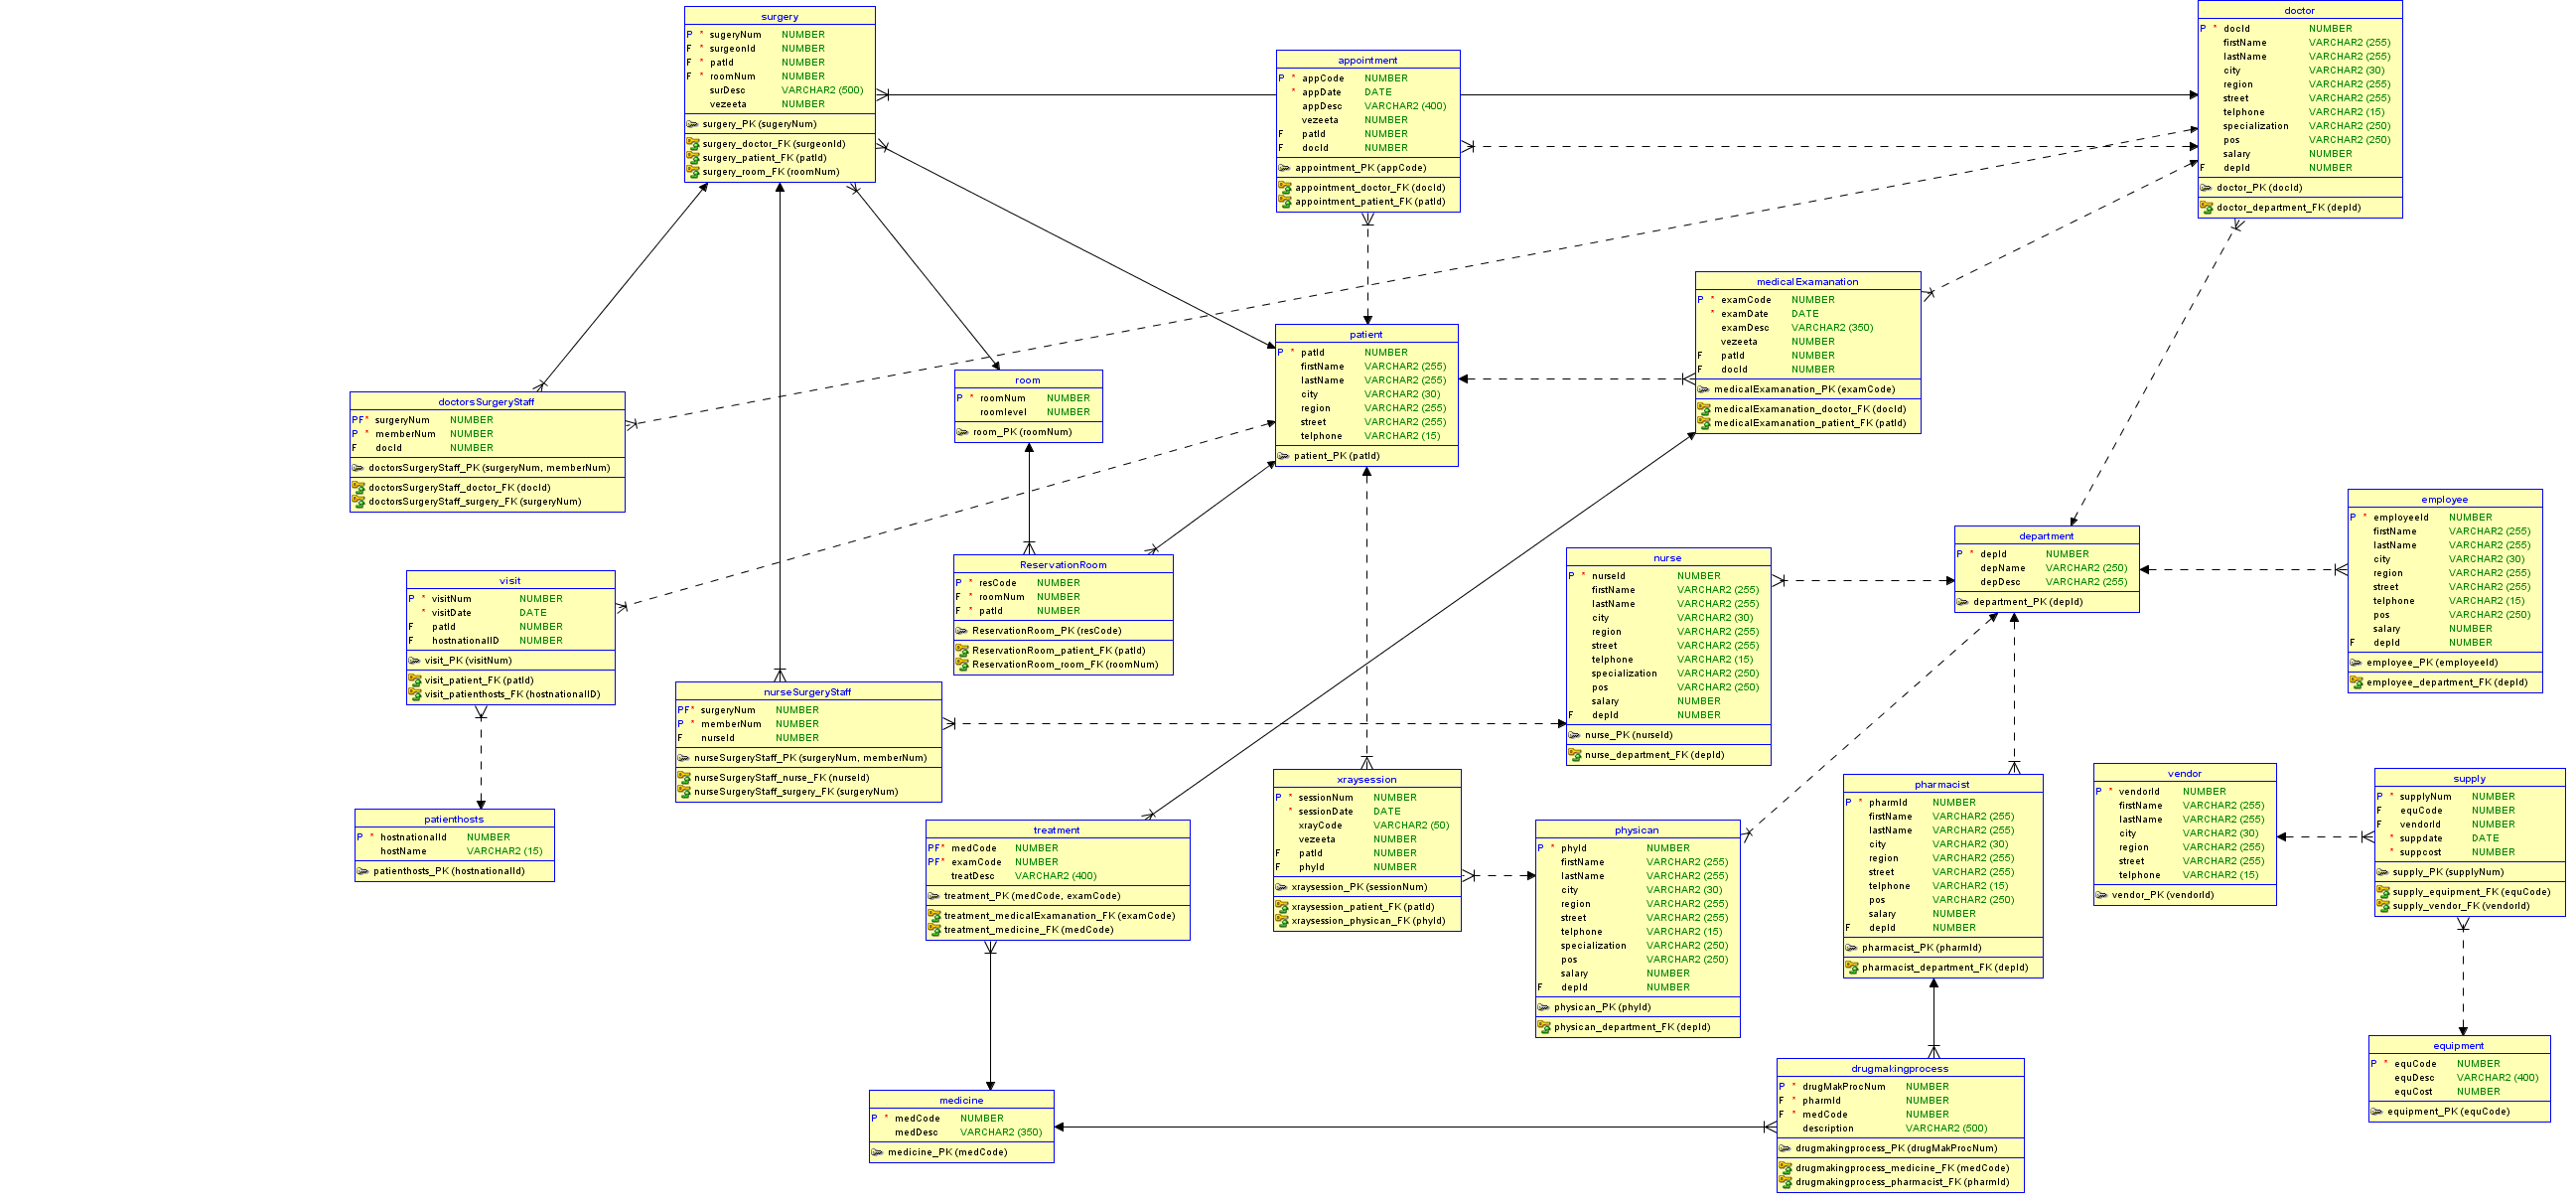 surgery
P * sugeryNum NUMBER
F * surgeonId NUMBER
F * patId NUMBER
F * roomNum NUMBER
surDesc VARCHAR2 (500)
vezeeta NUMBER
surgery_PK (sugeryNum)
surgery_doctor_FK (surgeonId)
surgery_patient_FK (patId)
surgery_room_FK (roomNum)
appointment
P * appCode NUMBER
* appDate DATE
appDesc VARCHAR2 (400)
vezeeta NUMBER
F patId NUMBER
F docId NUMBER
appointment_PK (appCode)
appointment_doctor_FK (docId)
appointment_patient_FK (patId)
doctor
P * docId NUMBER
firstName VARCHAR2 (255)
lastName VARCHAR2 (255)
city VARCHAR2 (30)
region VARCHAR2 (255)
street VARCHAR2 (255)
telphone VARCHAR2 (15)
specialization VARCHAR2 (250)
pos VARCHAR2 (250)
salary NUMBER
F depId NUMBER
doctor_PK (docId)
doctor_department_FK (depId)
medicalExamanation
P * examCode NUMBER
* examDate DATE
examDesc VARCHAR2 (350)
vezeeta NUMBER
F patId NUMBER
F docId NUMBER
medicalExamanation_PK (examCode)
medicalExamanation_doctor_FK (docId)
medicalExamanation_patient_FK (patId)
patient
P * patId NUMBER
firstName VARCHAR2 (255)
lastName VARCHAR2 (255)
city VARCHAR2 (30)
region VARCHAR2 (255)
street VARCHAR2 (255)
telphone VARCHAR2 (15)
patient_PK (patId)
room
P * roomNum NUMBER
roomlevel NUMBER
room_PK (roomNum)
doctorsSurgeryStaff
PF* surgeryNum NUMBER
P * memberNum NUMBER
F docId NUMBER
doctorsSurgeryStaff_PK (surgeryNum, memberNum)
doctorsSurgeryStaff_doctor_FK (docId)
doctorsSurgeryStaff_surgery_FK (surgeryNum)
employee
P * employeeId NUMBER
firstName VARCHAR2 (255)
lastName VARCHAR2 (255)
city VARCHAR2 (30)
region VARCHAR2 (255)
street VARCHAR2 (255)
telphone VARCHAR2 (15)
pos VARCHAR2 (250)
salary NUMBER
F depId NUMBER
employee_PK (employeeId)
employee_department_FK (depId)
department
P * depId NUMBER
depName VARCHAR2 (250)
depDesc VARCHAR2 (255)
department_PK (depId)
nurse
P * nurseId NUMBER
firstName VARCHAR2 (255)
lastName VARCHAR2 (255)
city VARCHAR2 (30)
region VARCHAR2 (255)
street VARCHAR2 (255)
telphone VARCHAR2 (15)
specialization VARCHAR2 (250)
pos VARCHAR2 (250)
salary NUMBER
F depId NUMBER
nurse_PK (nurseId)
nurse_department_FK (depId)
ReservationRoom
P * resCode NUMBER
F * roomNum NUMBER
F * patId NUMBER
ReservationRoom_PK (resCode)
ReservationRoom_patient_FK (patId)
ReservationRoom_room_FK (roomNum)
visit
P * visitNum NUMBER
* visitDate DATE
F patId NUMBER
F hostnationalID NUMBER
visit_PK (visitNum)
visit_patient_FK (patId)
visit_patienthosts_FK (hostnationalID)
nurseSurgeryStaff
PF* surgeryNum NUMBER
P * memberNum NUMBER
F nurseId NUMBER
nurseSurgeryStaff_PK (surgeryNum, memberNum)
nurseSurgeryStaff_nurse_FK (nurseId)
nurseSurgeryStaff_surgery_FK (surgeryNum)
patienthosts
P * hostnationalId NUMBER
hostName VARCHAR2 (15)
patienthosts_PK (hostnationalId)
treatment
PF* medCode NUMBER
PF* examCode NUMBER
treatDesc VARCHAR2 (400)
treatment_PK (medCode, examCode)
treatment_medicalExamanation_FK (examCode)
treatment_medicine_FK (medCode)
xraysession
P * sessionNum NUMBER
* sessionDate DATE
xrayCode VARCHAR2 (50)
vezeeta NUMBER
F patId NUMBER
F phyId NUMBER
xraysession_PK (sessionNum)
xraysession_patient_FK (patId)
xraysession_physican_FK (phyId)
physican
P * phyId NUMBER
firstName VARCHAR2 (255)
lastName VARCHAR2 (255)
city VARCHAR2 (30)
region VARCHAR2 (255)
street VARCHAR2 (255)
telphone VARCHAR2 (15)
specialization VARCHAR2 (250)
pos VARCHAR2 (250)
salary NUMBER
F depId NUMBER
physican_PK (phyId)
physican_department_FK (depId)
pharmacist
P * pharmId NUMBER
firstName VARCHAR2 (255)
lastName VARCHAR2 (255)
city VARCHAR2 (30)
region VARCHAR2 (255)
street VARCHAR2 (255)
telphone VARCHAR2 (15)
pos VARCHAR2 (250)
salary NUMBER
F depId NUMBER
pharmacist_PK (pharmId)
pharmacist_department_FK (depId)
vendor
P * vendorId NUMBER
firstName VARCHAR2 (255)
lastName VARCHAR2 (255)
city VARCHAR2 (30)
region VARCHAR2 (255)
street VARCHAR2 (255)
telphone VARCHAR2 (15)
vendor_PK (vendorId)
supply
P * supplyNum NUMBER
F equCode NUMBER
F vendorId NUMBER
* suppdate DATE
* suppcost NUMBER
supply_PK (supplyNum)
supply_equipment_FK (equCode)
supply_vendor_FK (vendorId)
equipment
P * equCode NUMBER
equDesc VARCHAR2 (400)
equCost NUMBER
equipment_PK (equCode)
drugmakingprocess
P * drugMakProcNum NUMBER
F * pharmId NUMBER
F * medCode NUMBER
description VARCHAR2 (500)
drugmakingprocess_PK (drugMakProcNum)
drugmakingprocess_medicine_FK (medCode)
drugmakingprocess_pharmacist_FK (pharmId)
medicine
P * medCode NUMBER
medDesc VARCHAR2 (350)
medicine_PK (medCode)